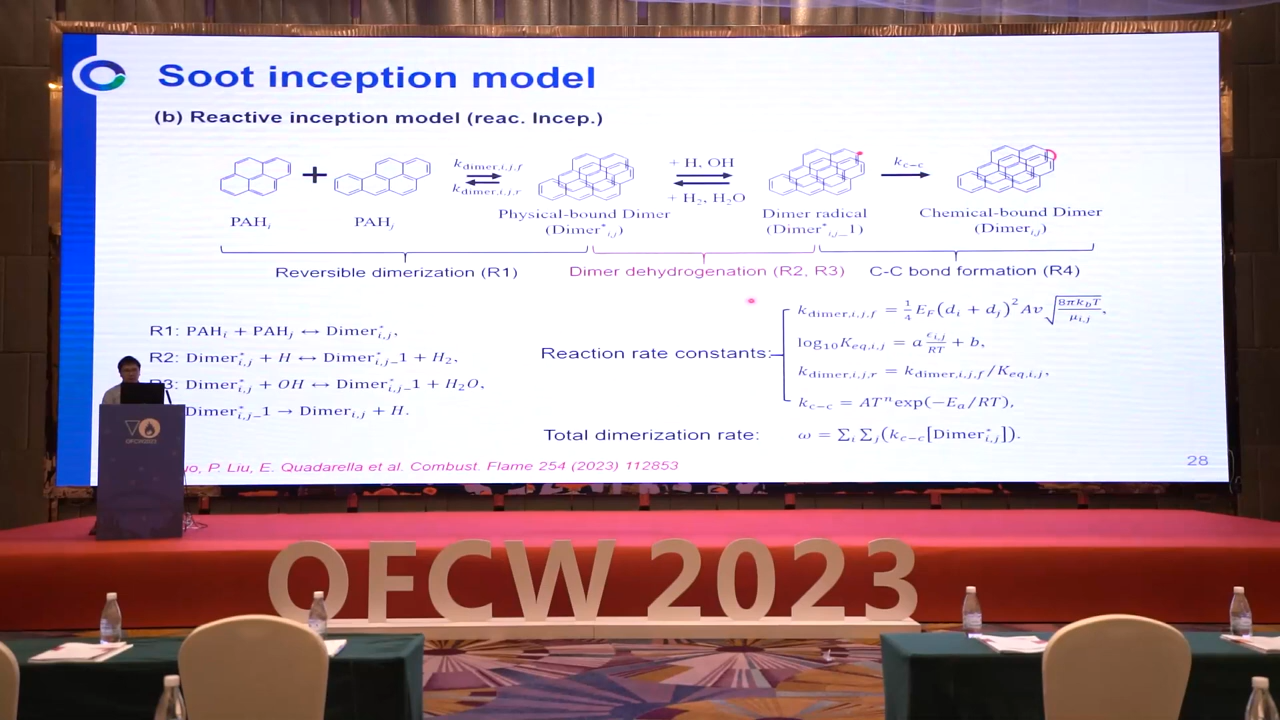 Soot inception model
(b) Reactive inception model (reac. Incep.)
k_dimer,i,j,f
k_dimer,i,j,r
+
+ H, OH
+ H₂, H₂O
k_c−c
PAH_i
PAH_j
Physical-bound Dimer
(Dimer*_i,j)
Dimer radical
(Dimer*_i,j_1)
Chemical-bound Dimer
(Dimer_i,j)
Reversible dimerization (R1)
Dimer dehydrogenation (R2, R3)
C-C bond formation (R4)
R1: PAH_i + PAH_j ↔ Dimer*_i,j,
R2: Dimer*_i,j + H ↔ Dimer*_i,j_1 + H₂,
3: Dimer*_i,j + OH ↔ Dimer*_i,j_1 + H₂O,
Dimer*_i,j_1 → Dimer_i,j + H.
Reaction rate constants:
k_dimer,i,j,f = 1/4 E_F(d_i + d_j)² Av √(8πk_bT/μ_i,j),
log₁₀K_eq,i,j = a ϵ_i,j/RT + b,
k_dimer,i,j,r = k_dimer,i,j,f/K_eq,i,j,
k_c−c = ATⁿexp(−E_a/RT),
Total dimerization rate:
ω = ∑_i ∑_j(k_c−c[Dimer*_i,j]).
uo, P. Liu, E. Quadarella et al. Combust. Flame 254 (2023) 112853
28
OFCW2023
OFCW 2023